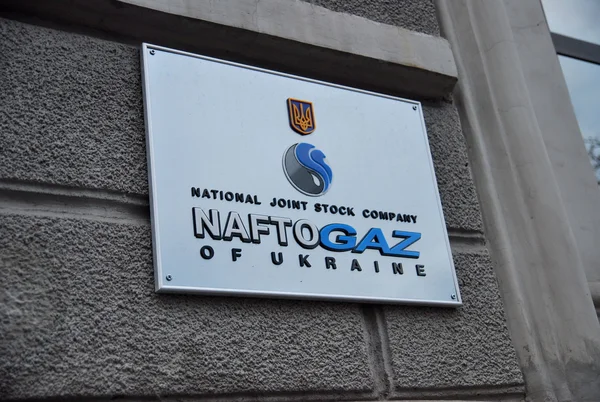 NATIONAL JOINT STOCK COMPANY
NAFTOGAZ
OF UKRAINE